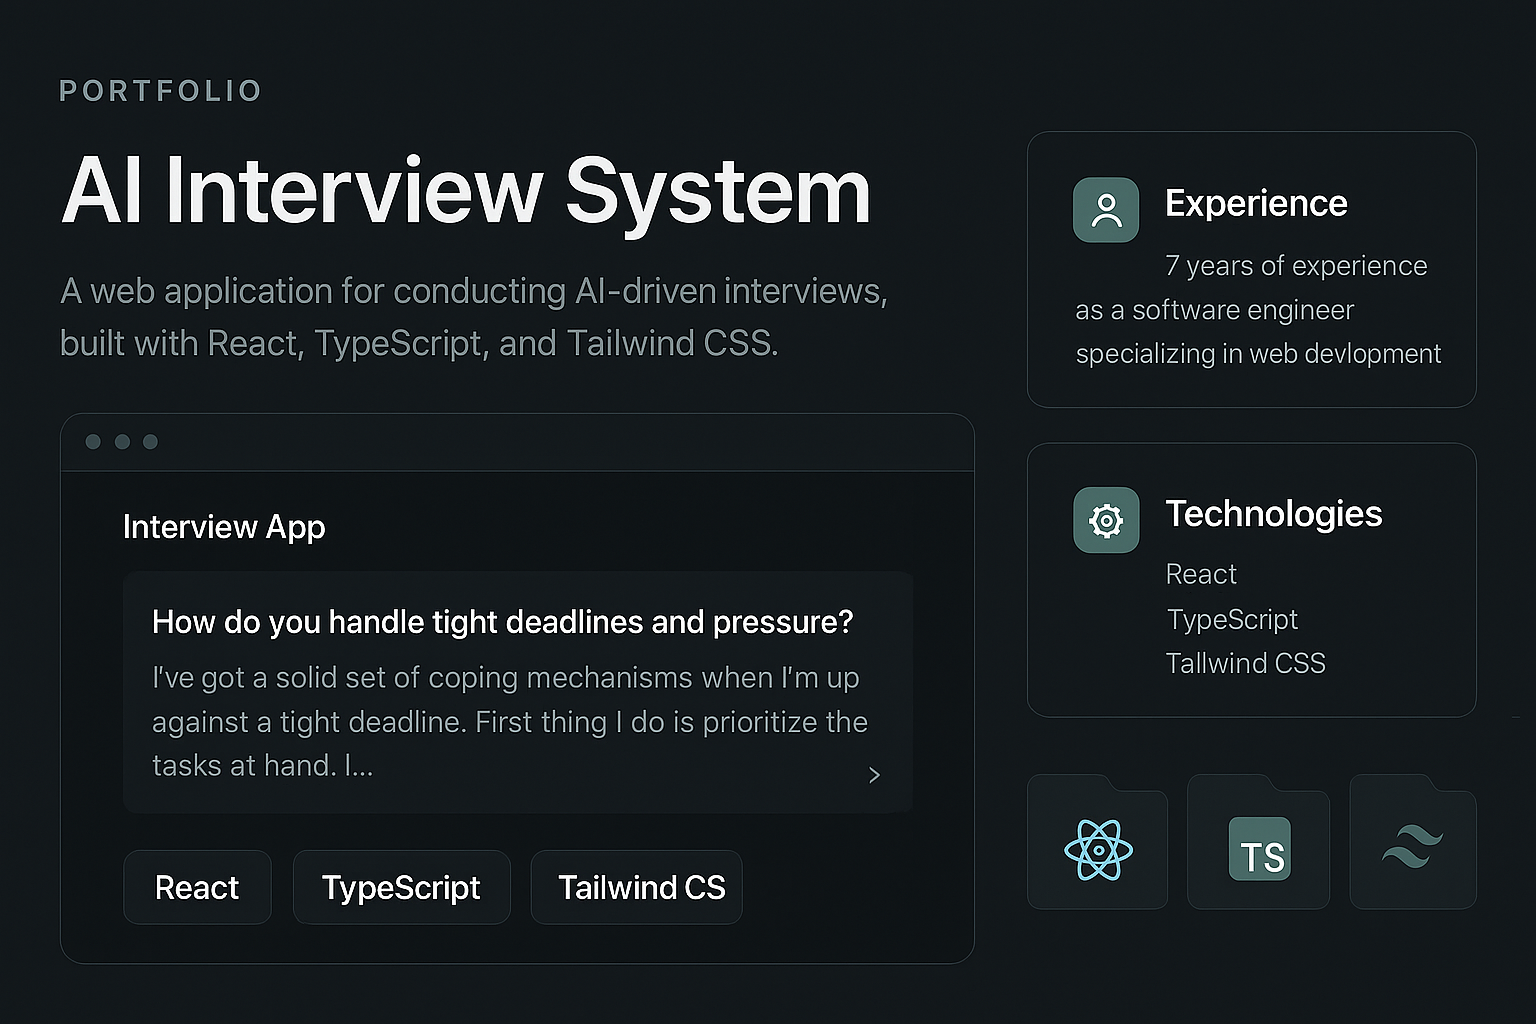 PORTFOLIO
AI Interview System
A web application for conducting AI-driven interviews,
built with React, TypeScript, and Tailwind CSS.
Interview App
How do you handle tight deadlines and pressure?
I've got a solid set of coping mechanisms when I'm up
against a tight deadline. First thing I do is prioritize the
tasks at hand. I...
React
TypeScript
Tailwind CS
Experience
7 years of experience
as a software engineer
specializing in web devlopment
Technologies
React
TypeScript
Tallwind CSS
TS